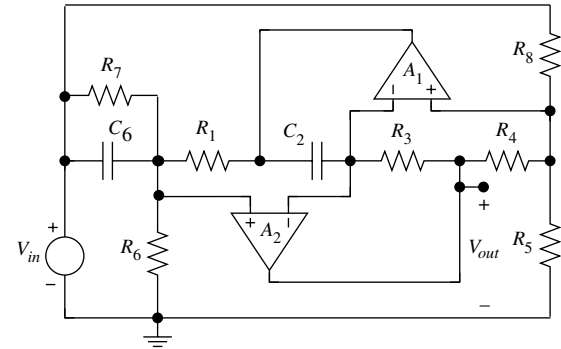 R8
R7
A1
− +
C6
R1
C2
R3
R4
+
+ −
A2
+
Vin
−
R6
Vout
R5
−